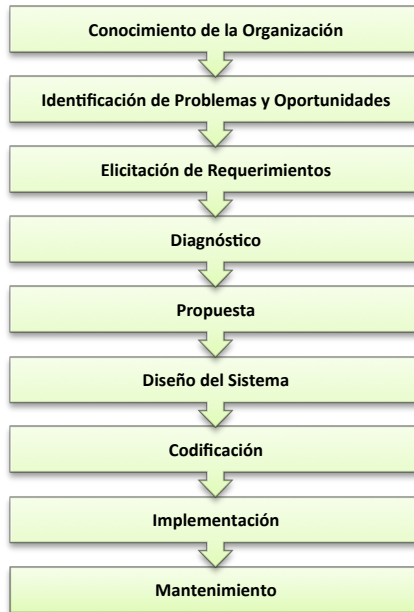 Conocimiento de la Organización
Identificación de Problemas y Oportunidades
Elicitación de Requerimientos
Diagnóstico
Propuesta
Diseño del Sistema
Codificación
Implementación
Mantenimiento